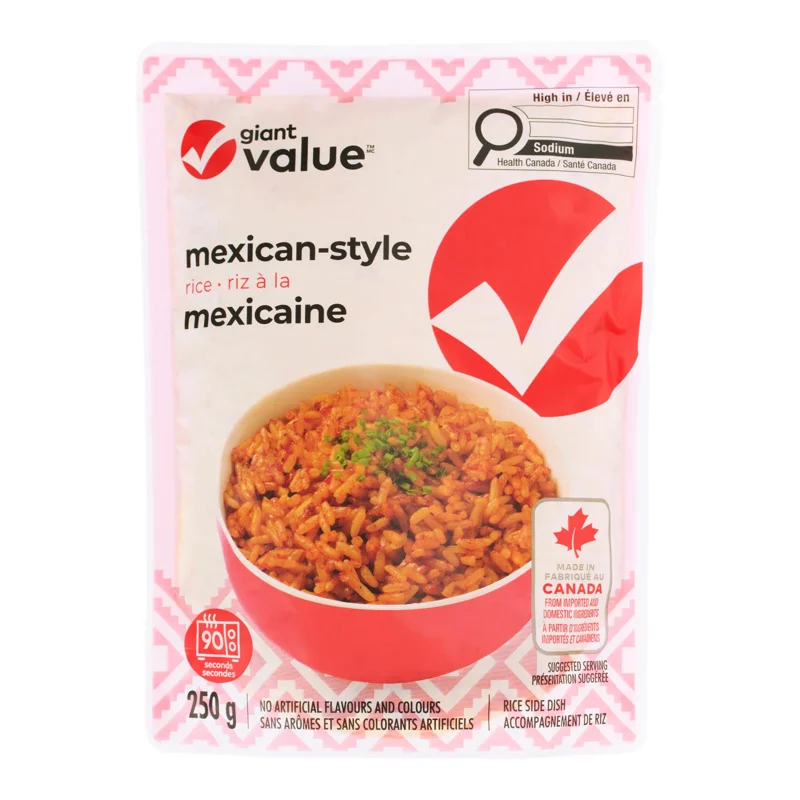 High in / Élevé en
Sodium
Health Canada / Santé Canada
giant
value™
MC
mexican-style
rice • riz à la
mexicaine
MADE IN
FABRIQUÉ AU
CANADA
FROM IMPORTED AND
DOMESTIC INGREDIENTS
À PARTIR D'INGRÉDIENTS
IMPORTÉS ET CANADIENS
90
seconds
secondes
SUGGESTED SERVING
PRÉSENTATION SUGGÉRÉE
250 g
NO ARTIFICIAL FLAVOURS AND COLOURS
SANS ARÔMES ET SANS COLORANTS ARTIFICIELS
RICE SIDE DISH
ACCOMPAGNEMENT DE RIZ